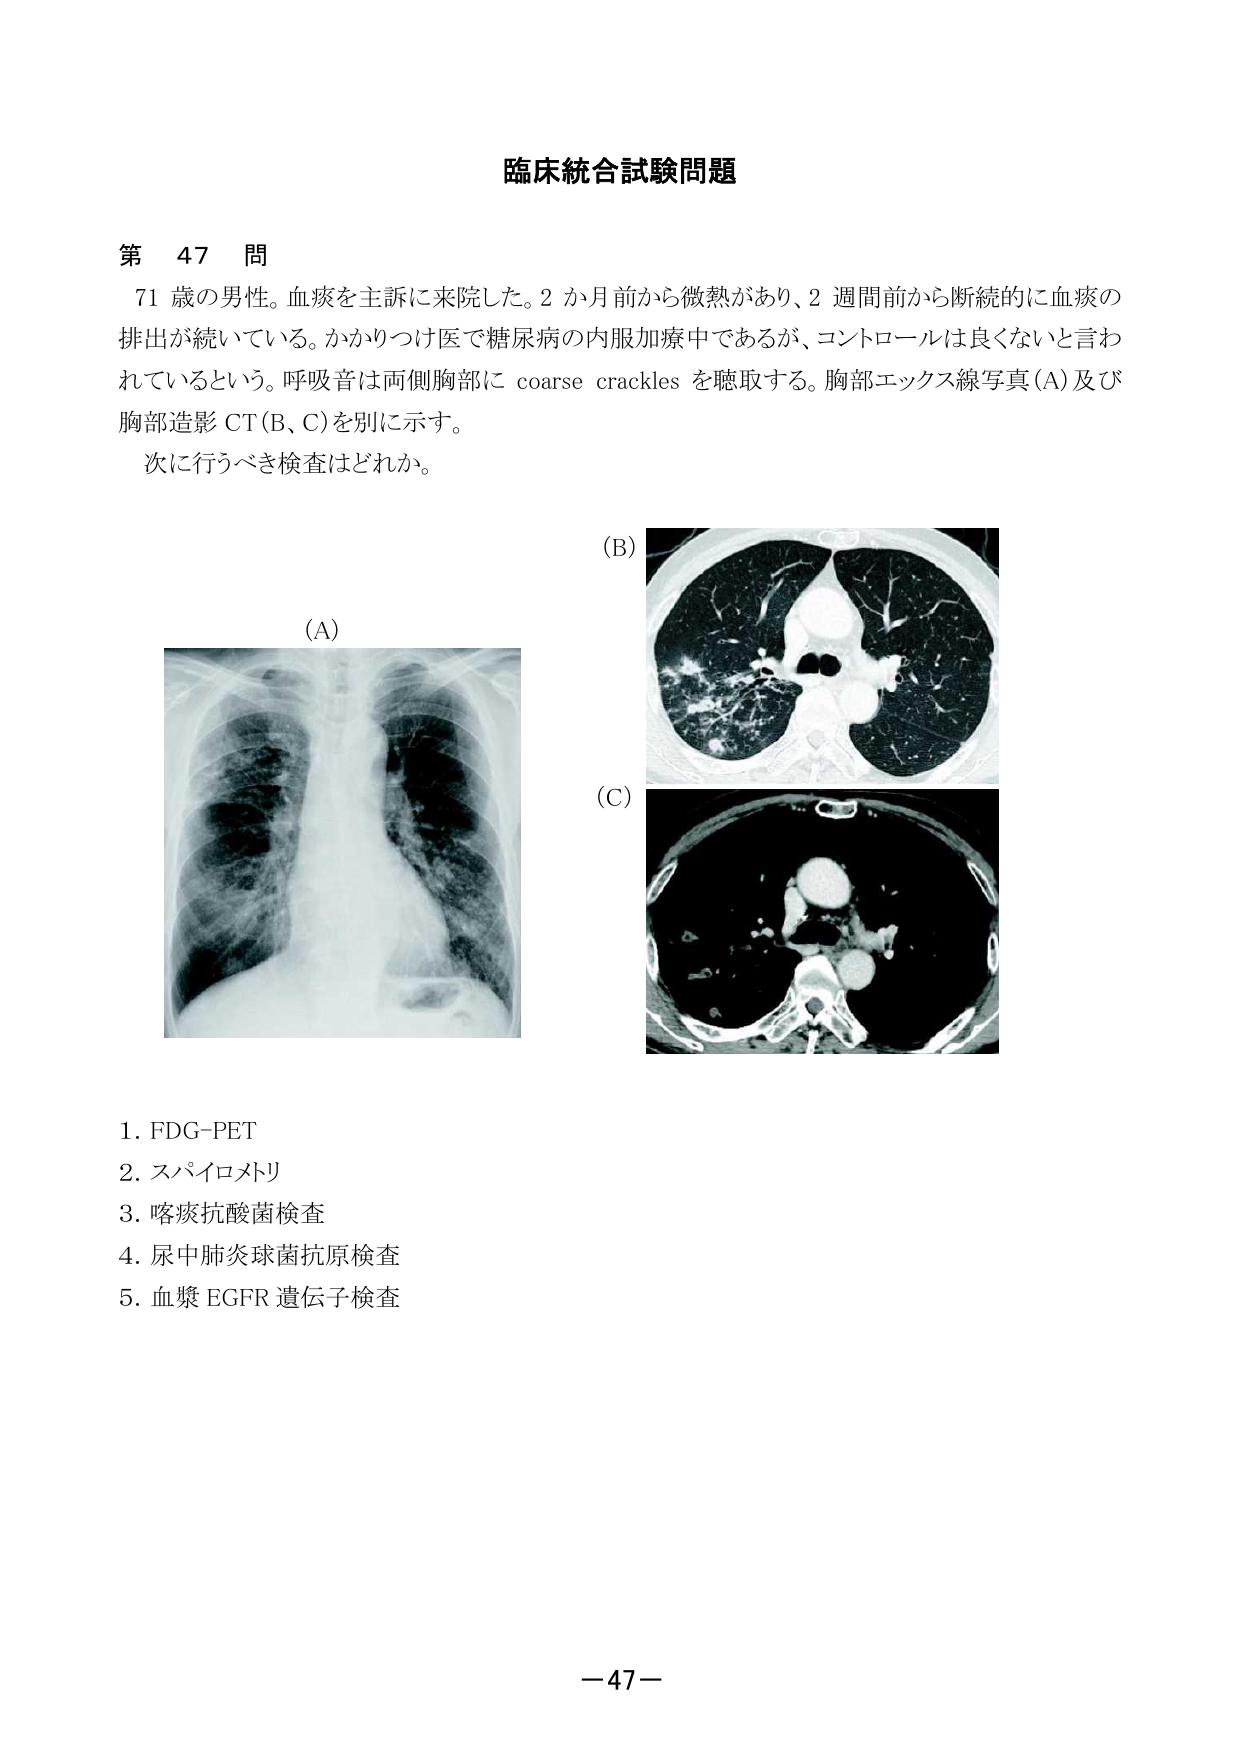 臨床統合試験問題
第 47 問
71 歳の男性。血痰を主訴に来院した。2 か月前から微熱があり、2 週間前から断続的に血痰の
排出が続いている。かかりつけ医で糖尿病の内服加療中であるが、コントロールは良くないと言わ
れているという。呼吸音は両側胸部に coarse crackles を聴取する。胸部エックス線写真(A)及び
胸部造影 CT(B、C)を別に示す。
次に行うべき検査はどれか。
(B)
(A)
(C)
1. FDG-PET
2. スパイロメトリ
3. 喀痰抗酸菌検査
4. 尿中肺炎球菌抗原検査
5. 血漿 EGFR 遺伝子検査
―47―